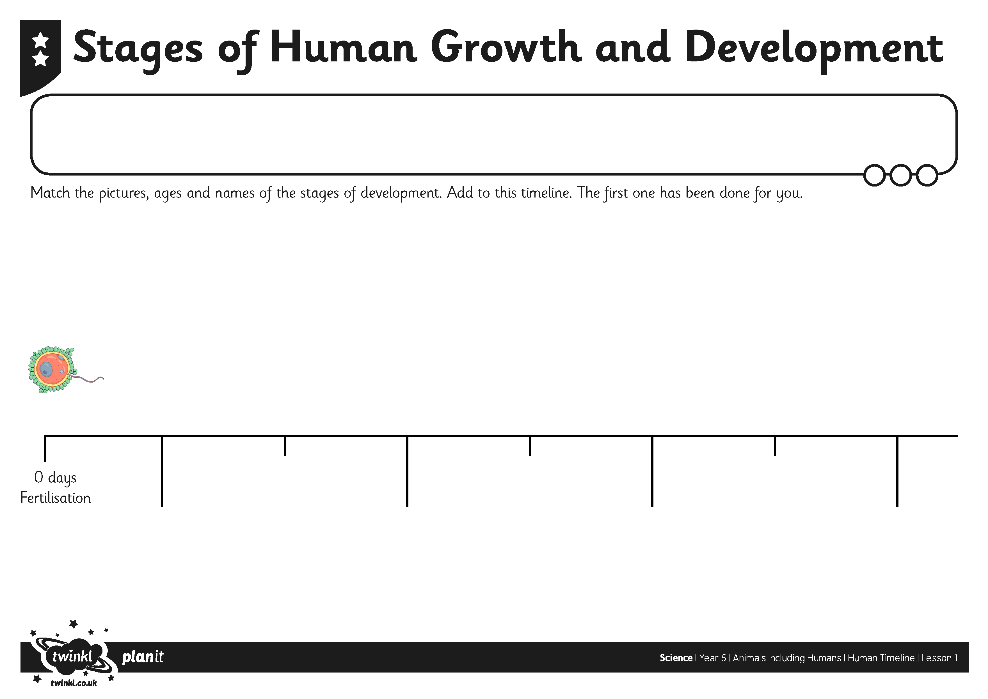 Stages of Human Growth and Development
Match the pictures, ages and names of the stages of development. Add to this timeline. The first one has been done for you.
0 days
Fertilisation
twinkl planit
Science | Year 5 | Animals Including Humans | Human Timeline | Lesson 1
twinkl.co.uk